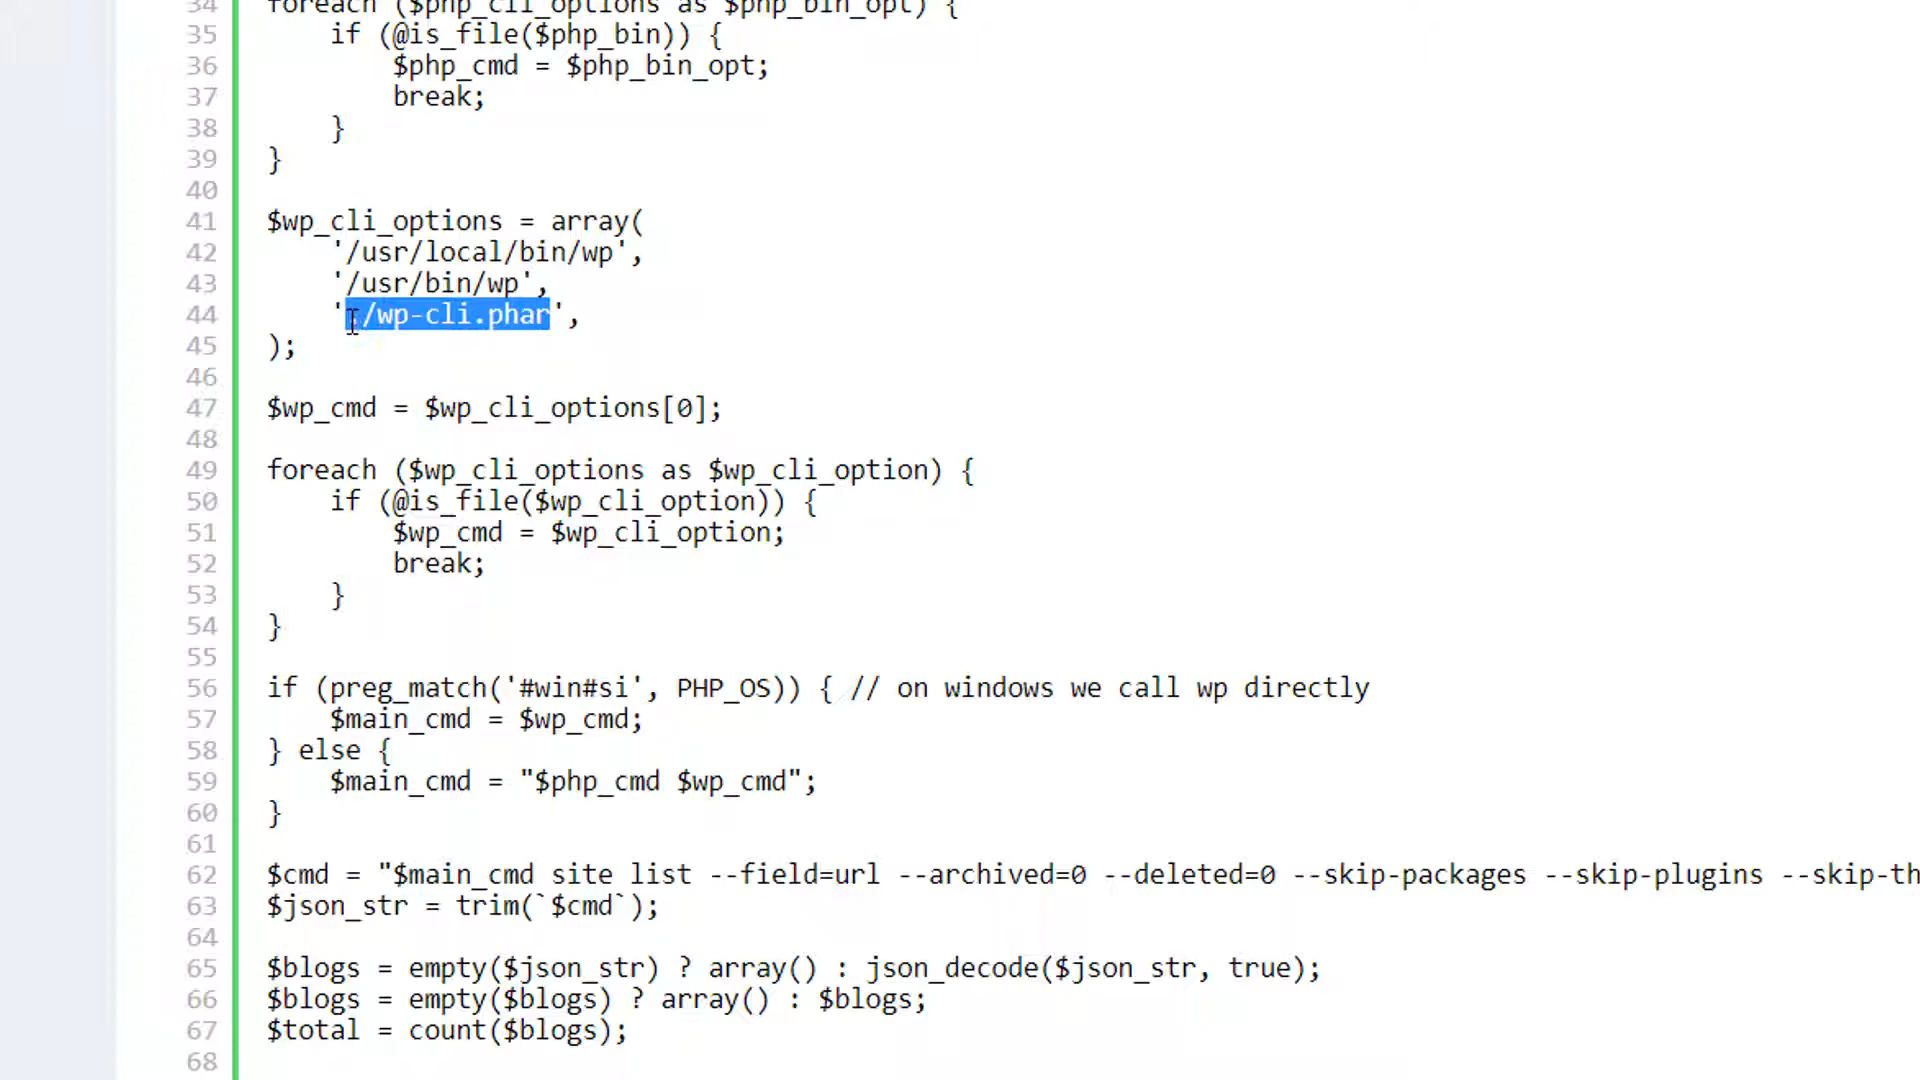 34 foreach ($php_cli_options as $php_bin_opt) {
35 if (@is_file($php_bin)) {
36 $php_cmd = $php_bin_opt;
37 break;
38 }
39 }
40
41 $wp_cli_options = array(
42 '/usr/local/bin/wp',
43 '/usr/bin/wp',
44 './wp-cli.phar',
45 );
46
47 $wp_cmd = $wp_cli_options[0];
48
49 foreach ($wp_cli_options as $wp_cli_option) {
50 if (@is_file($wp_cli_option)) {
51 $wp_cmd = $wp_cli_option;
52 break;
53 }
54 }
55
56 if (preg_match('#win#si', PHP_OS)) { // on windows we call wp directly
57 $main_cmd = $wp_cmd;
58 } else {
59 $main_cmd = "$php_cmd $wp_cmd";
60 }
61
62 $cmd = "$main_cmd site list --field=url --archived=0 --deleted=0 --skip-packages --skip-plugins --skip-th
63 $json_str = trim(`$cmd`);
64
65 $blogs = empty($json_str) ? array() : json_decode($json_str, true);
66 $blogs = empty($blogs) ? array() : $blogs;
67 $total = count($blogs);
68